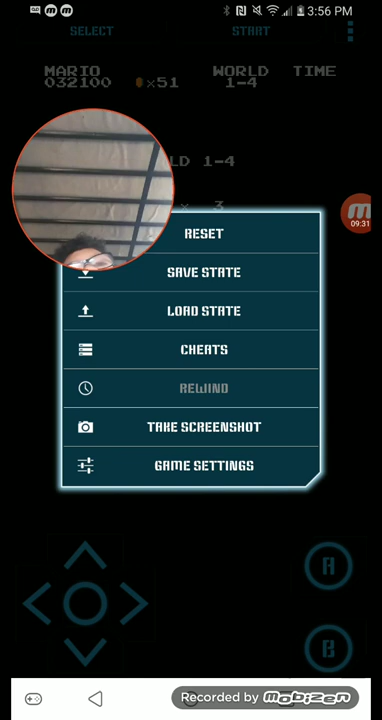 3:56 PM
SELECT START
MARIO WORLD TIME
032100 ×51 1-4
LD 1-4
× 3
09:31
RESET
SAVE STATE
LOAD STATE
CHEATS
REWIND
TAKE SCREENSHOT
GAME SETTINGS
A
B
Recorded by mobizen